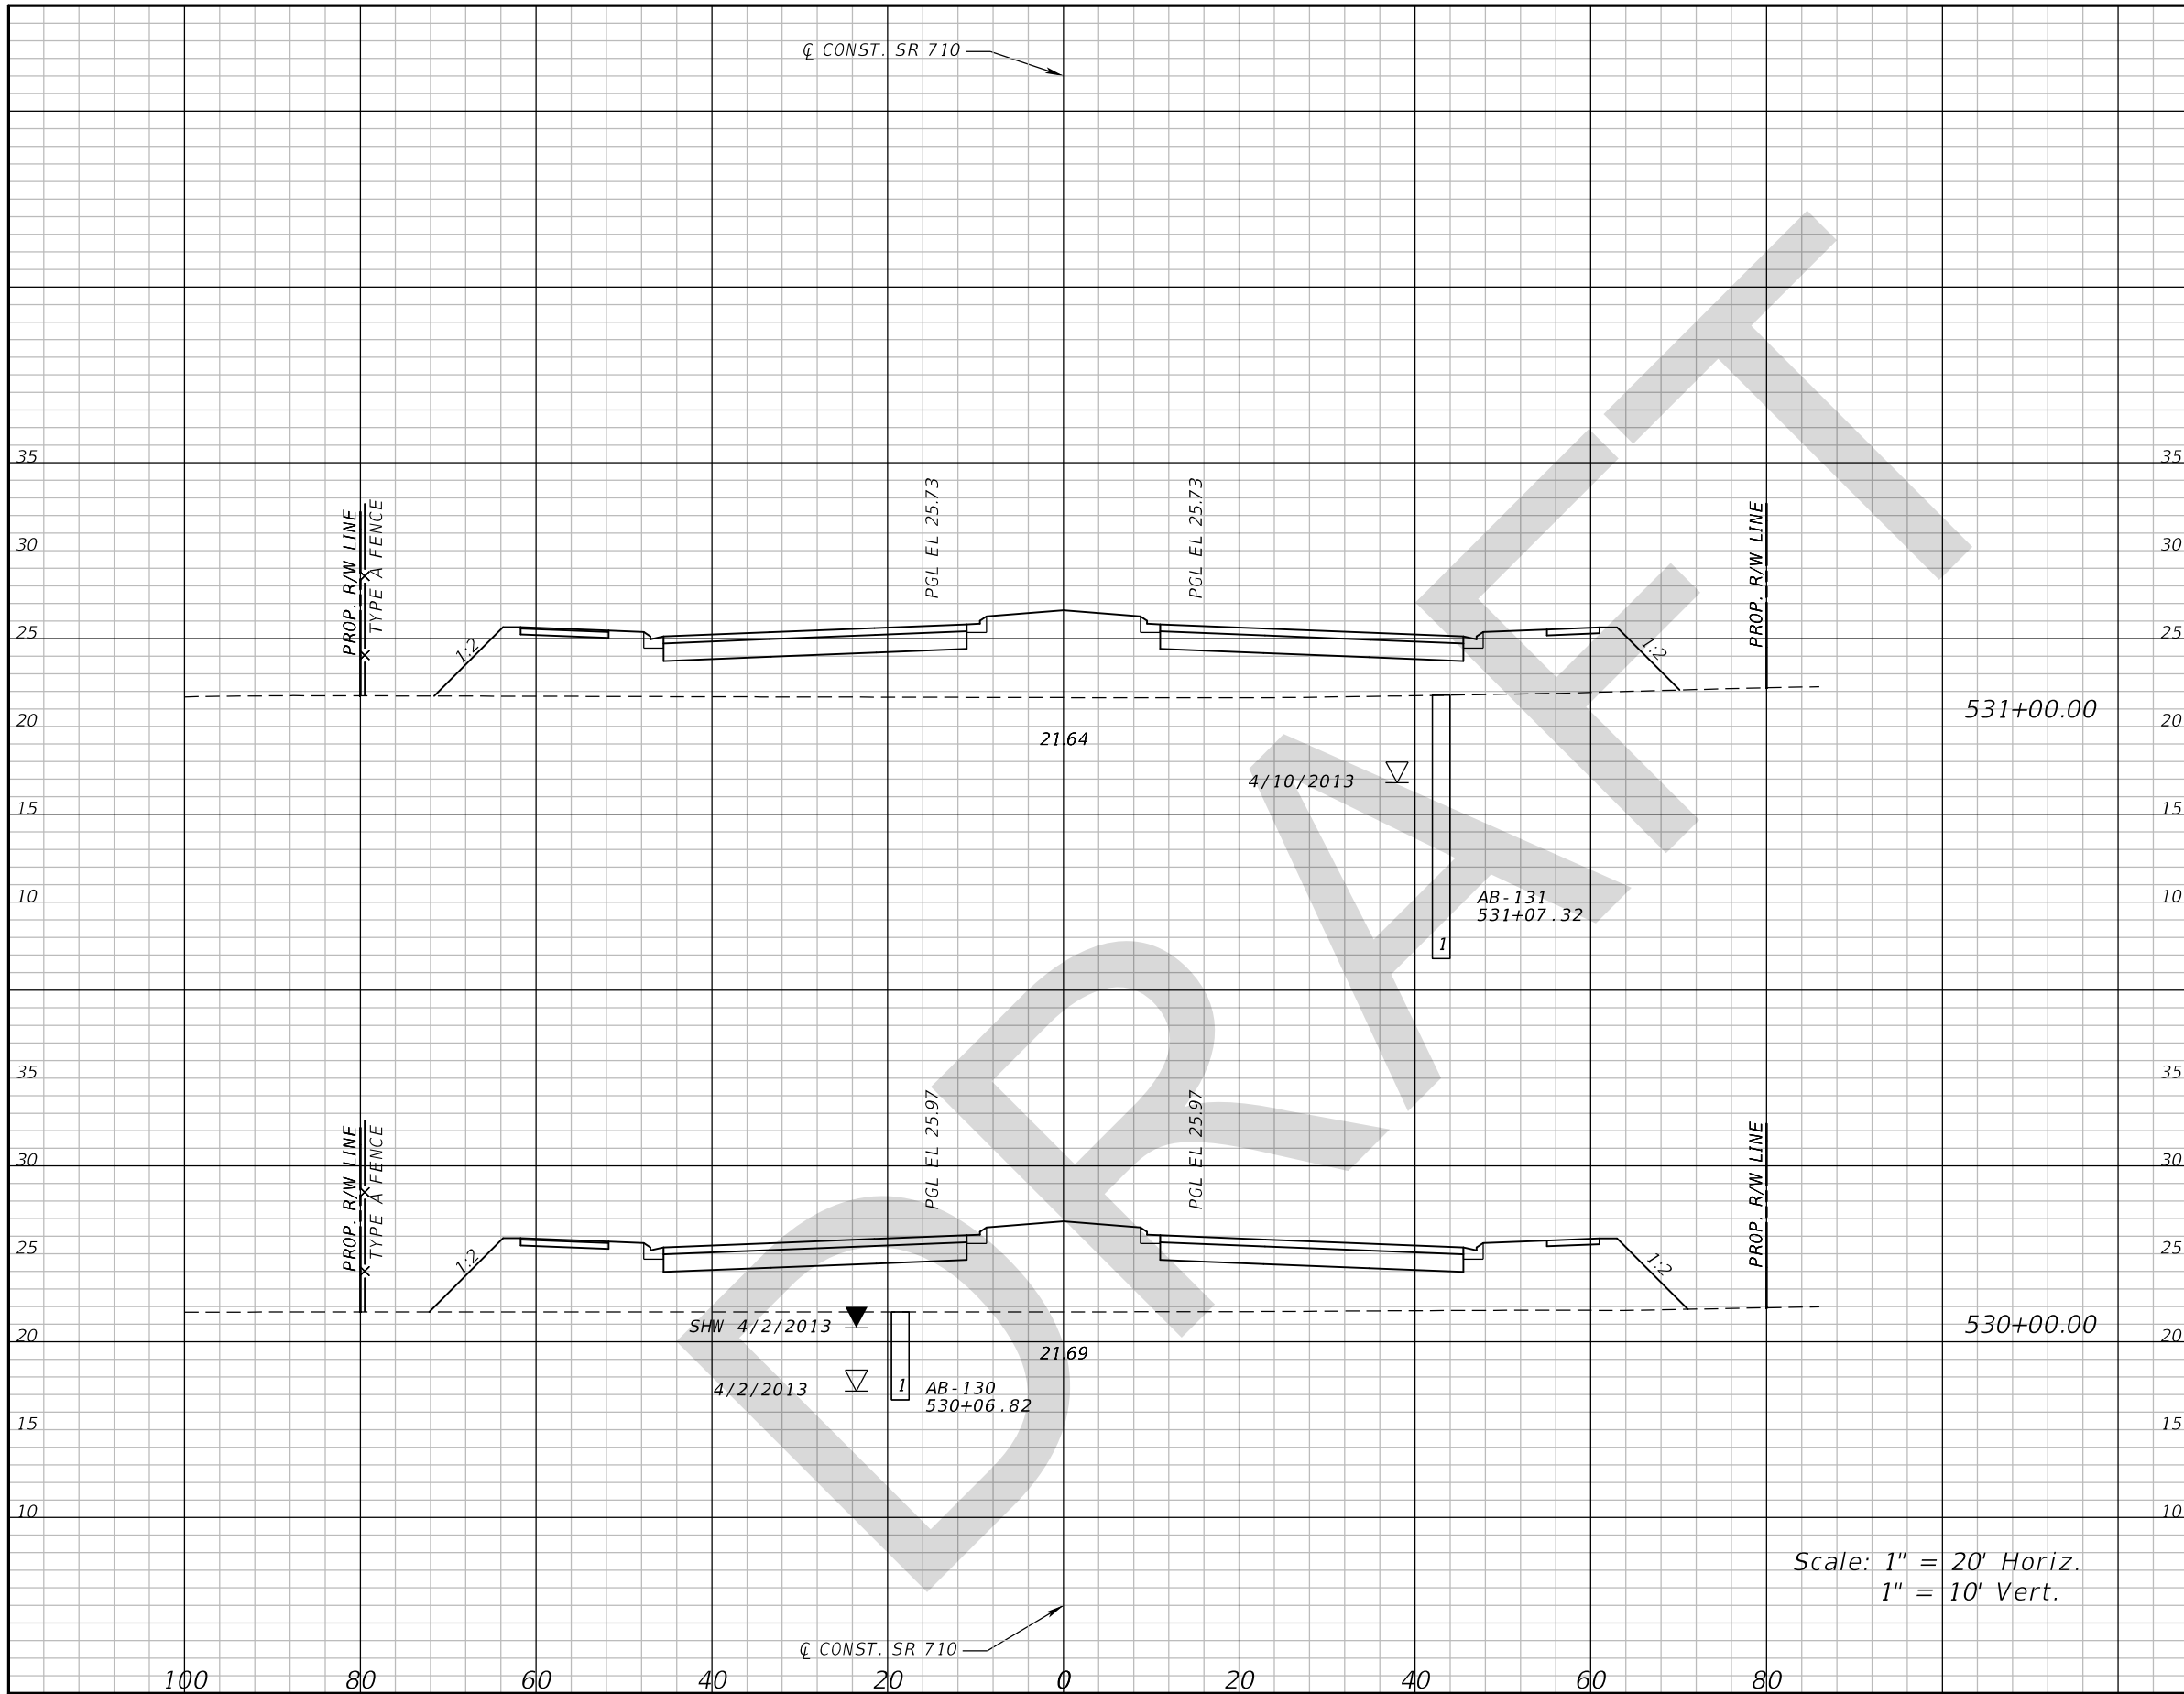 ℄ CONST. SR 710
35
35
PROP. R/W LINE
TYPE A FENCE
PGL EL 25.73
PGL EL 25.73
PROP. R/W LINE
30
30
25
25
1:2
1:2
531+00.00
20
20
21.64
4/10/2013
15
15
10
10
AB-131
531+07.32
1
35
35
PROP. R/W LINE
TYPE A FENCE
PGL EL 25.97
PGL EL 25.97
PROP. R/W LINE
30
30
25
25
1:2
1:2
530+00.00
SHW 4/2/2013
20
20
21.69
4/2/2013
1
AB-130
530+06.82
15
15
10
10
DRAFT
Scale: 1" = 20' Horiz.
1" = 10' Vert.
℄ CONST. SR 710
100 80 60 40 20 0 20 40 60 80